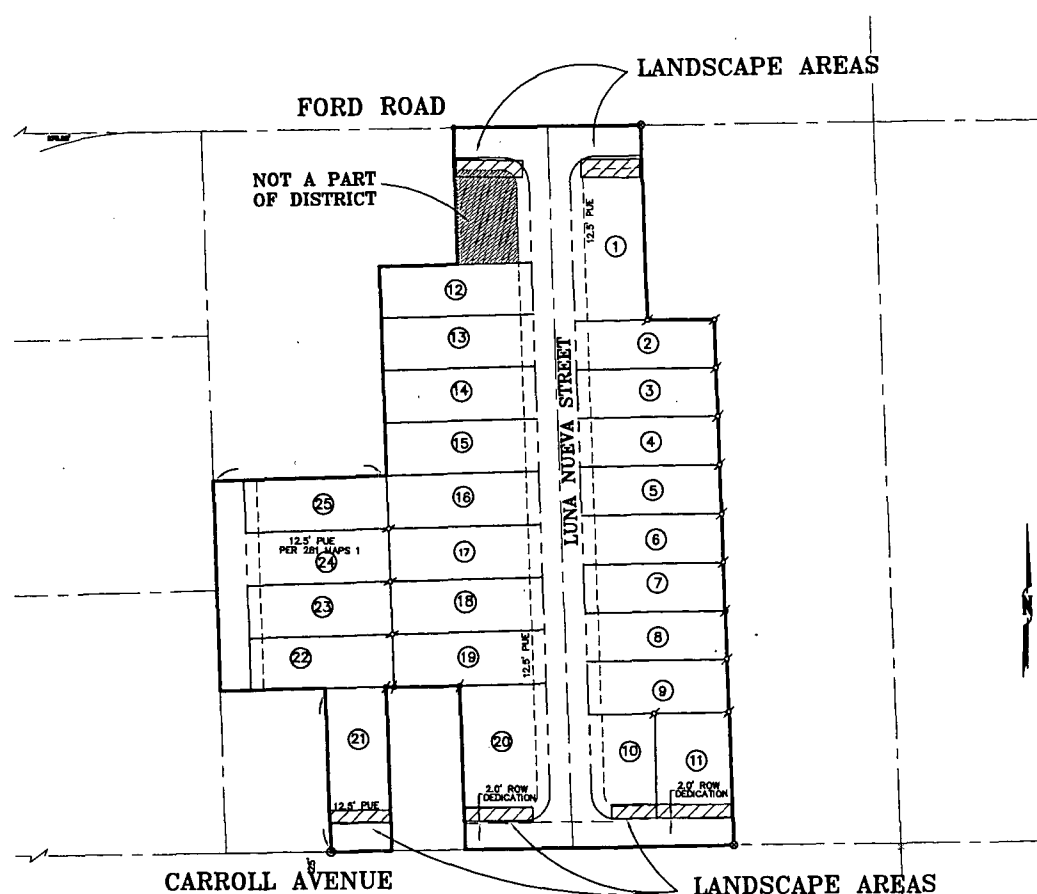 LANDSCAPE AREAS
FORD ROAD
NOT A PART
OF DISTRICT
12.5' PUE
1
12
2
13
3
14
4
15
LUNA NUEVA STREET
5
16
25
6
12.5' PUE
PER 281 MAPS 1
17
24
7
23
18
8
22
19
12.5' PUE
9
21
20
10
11
2.0' ROW
DEDICATION
2.0' ROW
DEDICATION
12.5' PUE
N
CARROLL AVENUE
LANDSCAPE AREAS